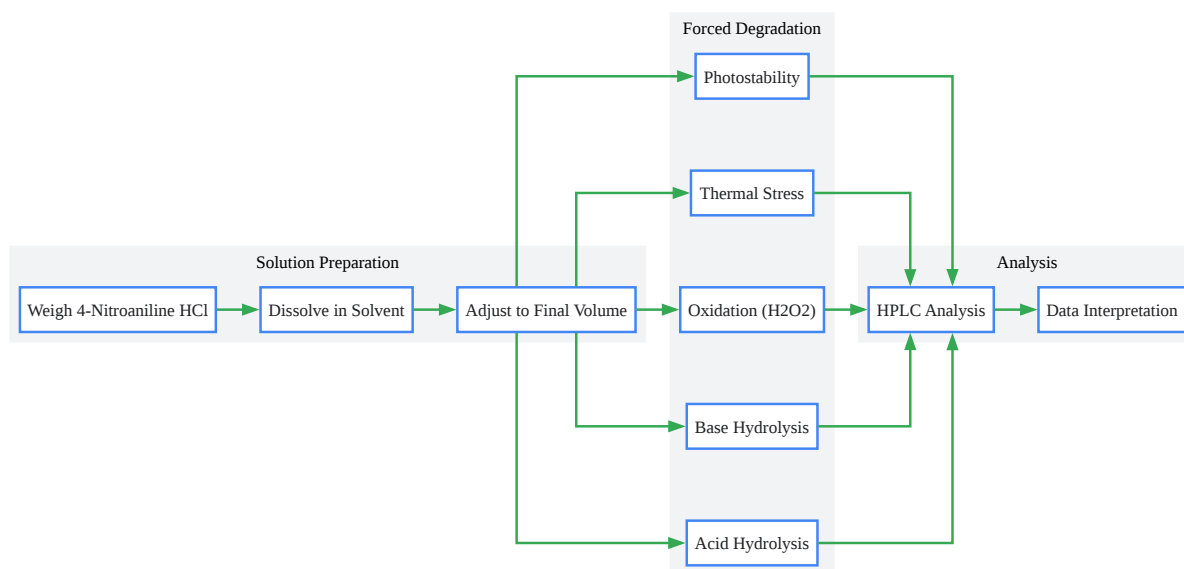 Forced Degradation
Photostability
Thermal Stress
Solution Preparation
Analysis
Weigh 4-Nitroaniline HCl
Dissolve in Solvent
Adjust to Final Volume
Oxidation (H2O2)
HPLC Analysis
Data Interpretation
Base Hydrolysis
Acid Hydrolysis